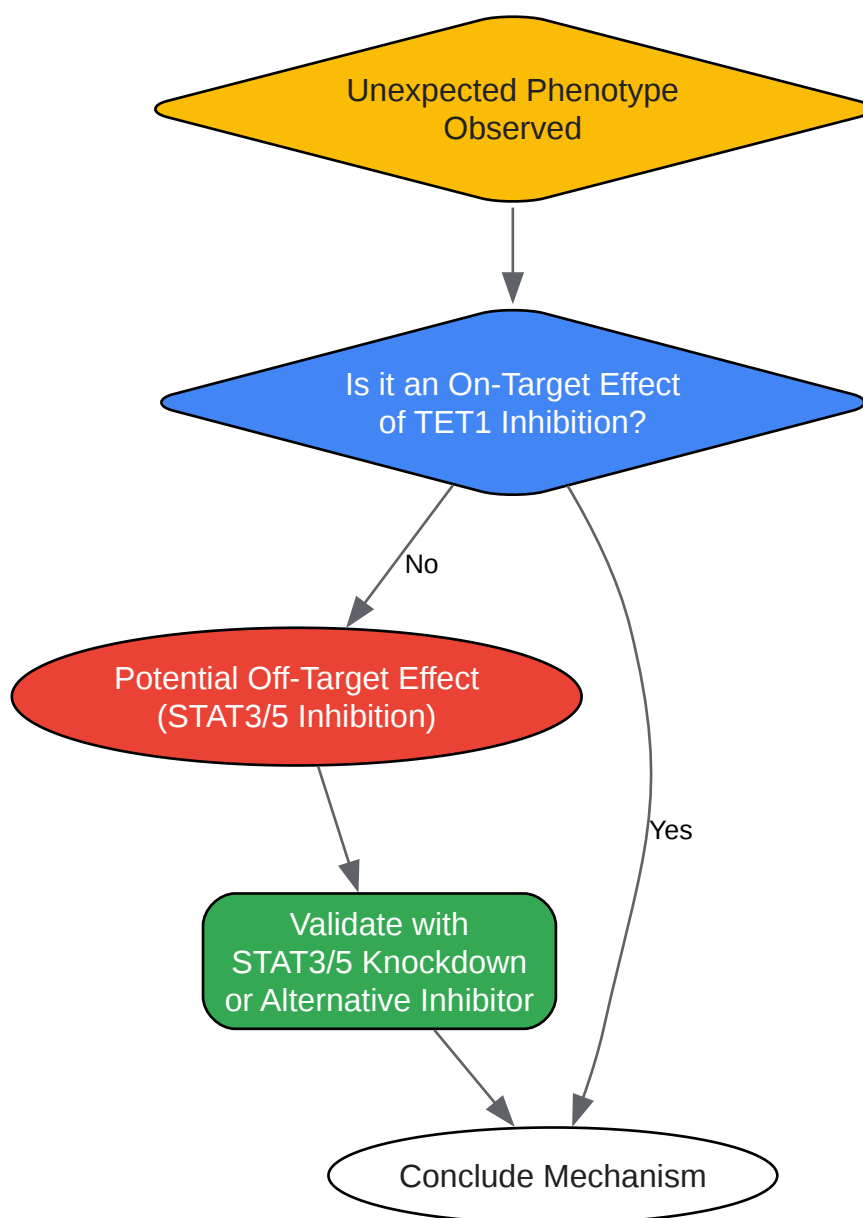 Unexpected Phenotype
Observed
Is it an On-Target Effect
of TET1 Inhibition?
No
Potential Off-Target Effect
(STAT3/5 Inhibition)
Yes
Validate with
STAT3/5 Knockdown
or Alternative Inhibitor
Conclude Mechanism